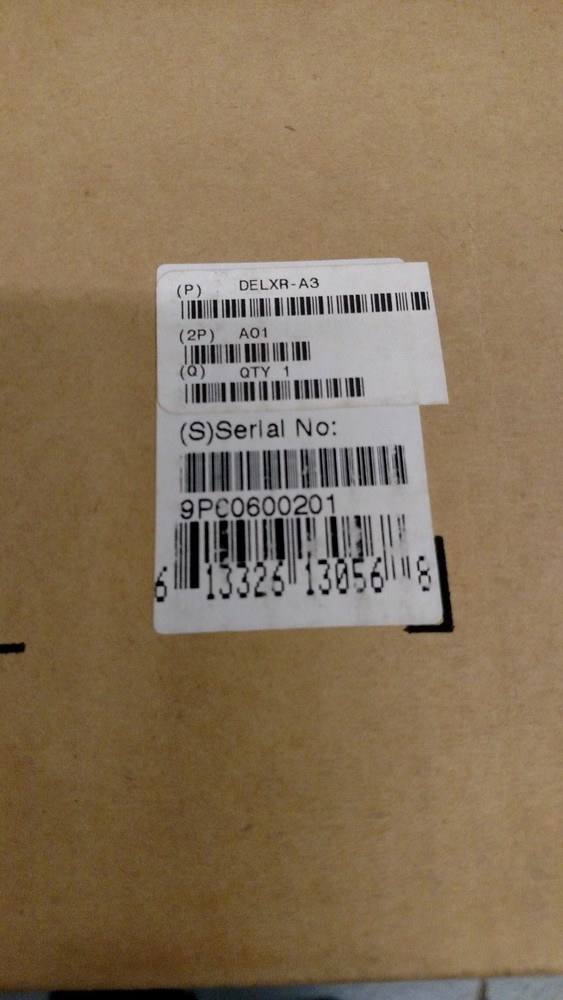 (P) DELXR-A3
(2P) A01
(Q) QTY 1
(S)Serial No:
9PC0600201
6 13326 13056 8